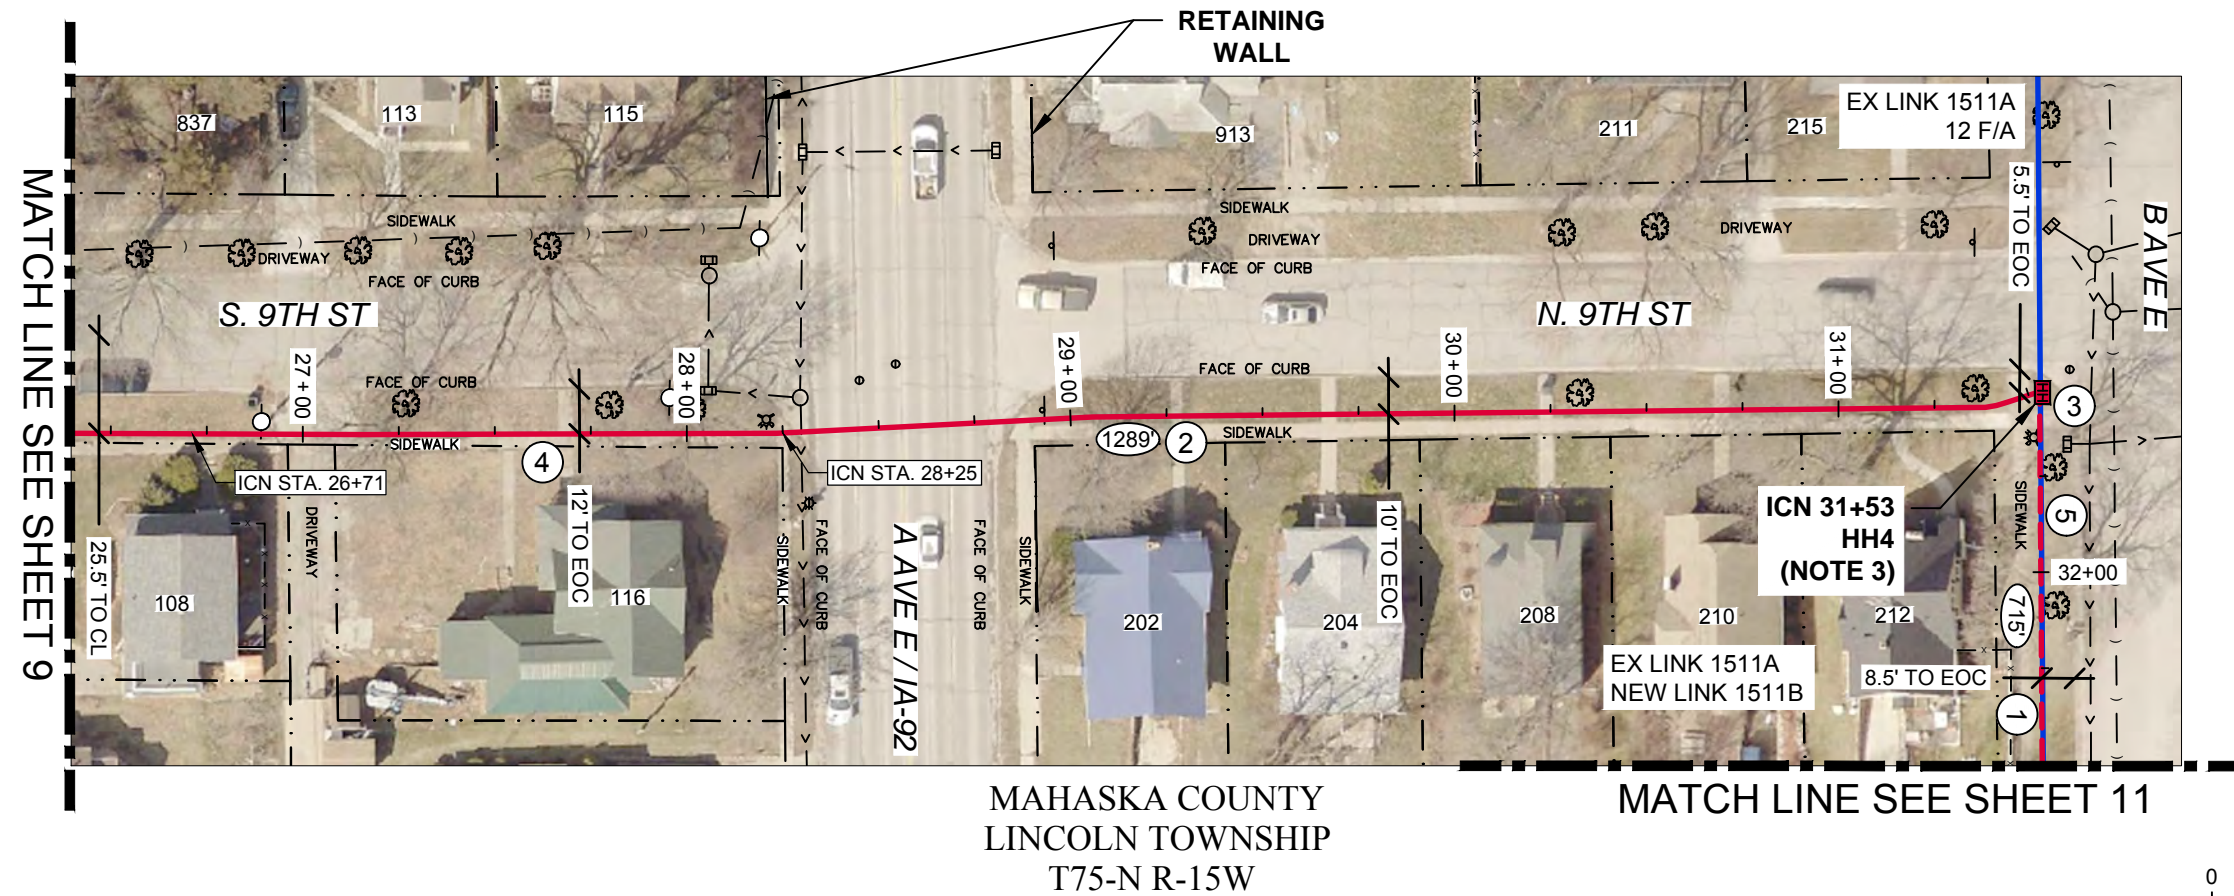 RETAINING
WALL
MATCH LINE SEE SHEET 9
837
113
115
913
211
215
EX LINK 1511A
12 F/A
SIDEWALK
DRIVEWAY
FACE OF CURB
S. 9TH ST
SIDEWALK
DRIVEWAY
FACE OF CURB
DRIVEWAY
N. 9TH ST
5.5' TO EOC
B AVE E
27+00
28+00
29+00
30+00
31+00
FACE OF CURB
FACE OF CURB
SIDEWALK
SIDEWALK
1289'
2
3
4
ICN STA. 26+71
ICN STA. 28+25
25.5' TO CL
108
DRIVEWAY
12' TO EOC
116
SIDEWALK
FACE OF CURB
A AVE E /IA-92
FACE OF CURB
SIDEWALK
202
204
10' TO EOC
208
210
212
ICN 31+53
HH4
(NOTE 3)
HH
SIDEWALK
5
32+00
715'
EX LINK 1511A
NEW LINK 1511B
8.5' TO EOC
1
MAHASKA COUNTY
LINCOLN TOWNSHIP
T75-N R-15W
MATCH LINE SEE SHEET 11
0